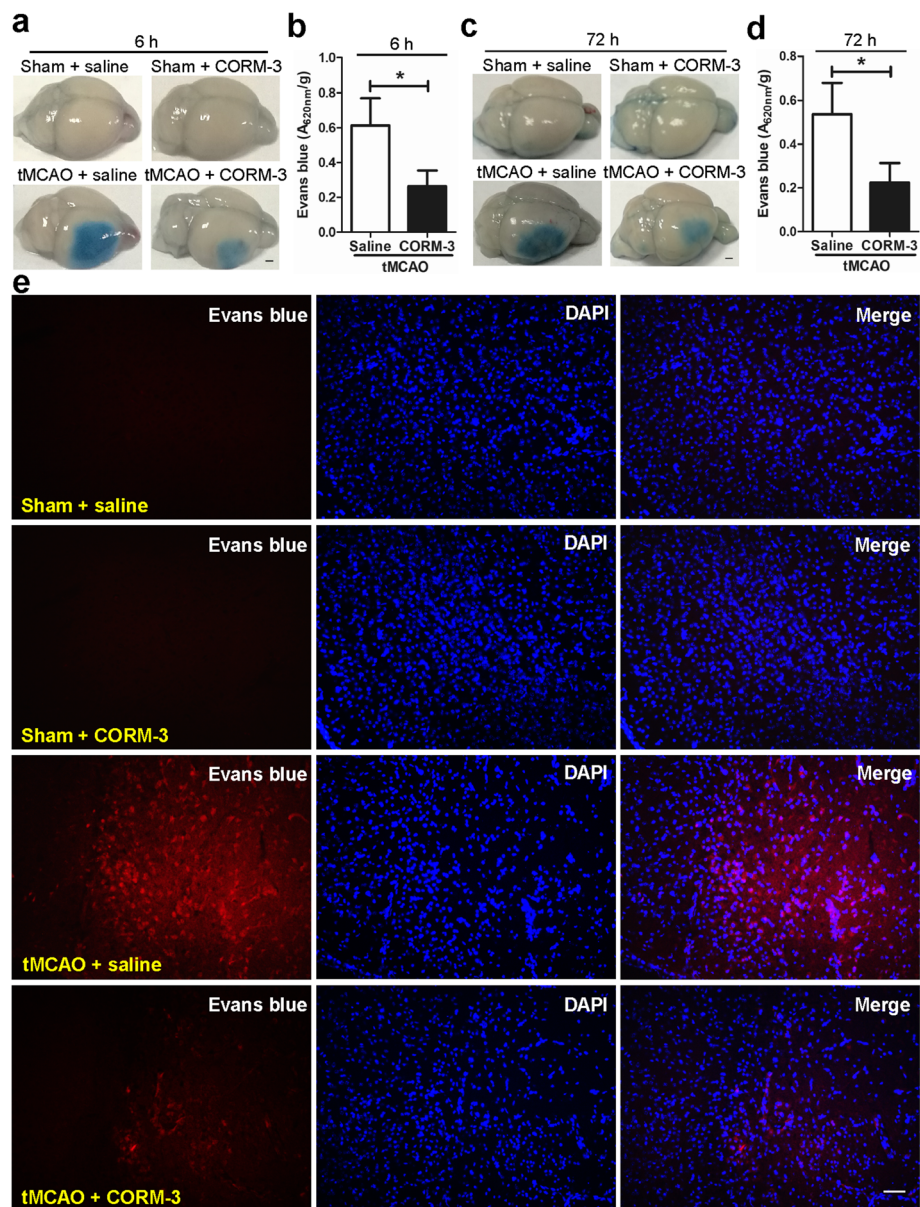 a
6 h
Sham + saline
Sham + CORM-3
tMCAO + saline
tMCAO + CORM-3
b
6 h
Evans blue (A620nm/g)
0.0
0.2
0.4
0.6
0.8
1.0
*
Saline
CORM-3
tMCAO
c
72 h
Sham + saline
Sham + CORM-3
tMCAO + saline
tMCAO + CORM-3
d
72 h
Evans blue (A620nm/g)
0.0
0.2
0.4
0.6
0.8
*
Saline
CORM-3
tMCAO
e
Evans blue
DAPI
Merge
Sham + saline
Evans blue
DAPI
Merge
Sham + CORM-3
Evans blue
DAPI
Merge
tMCAO + saline
Evans blue
DAPI
Merge
tMCAO + CORM-3